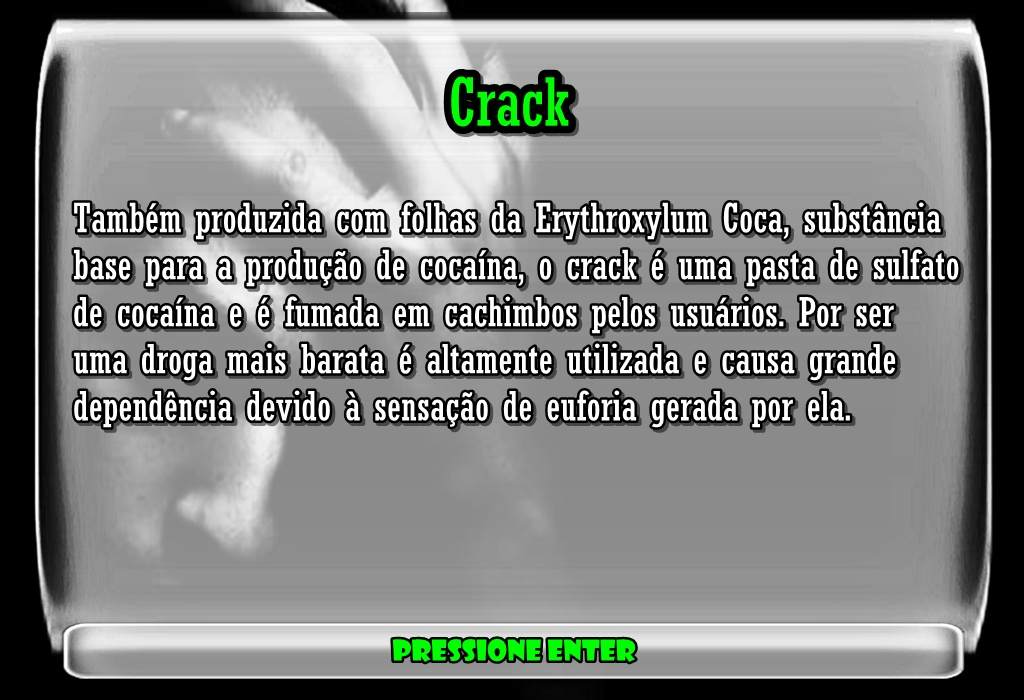 Crack
Também produzida com folhas da Erythroxylum Coca, substância
base para a produção de cocaína, o crack é uma pasta de sulfato
de cocaína e é fumada em cachimbos pelos usuários. Por ser
uma droga mais barata é altamente utilizada e causa grande
dependência devido à sensação de euforia gerada por ela.
PRESSIONE ENTER